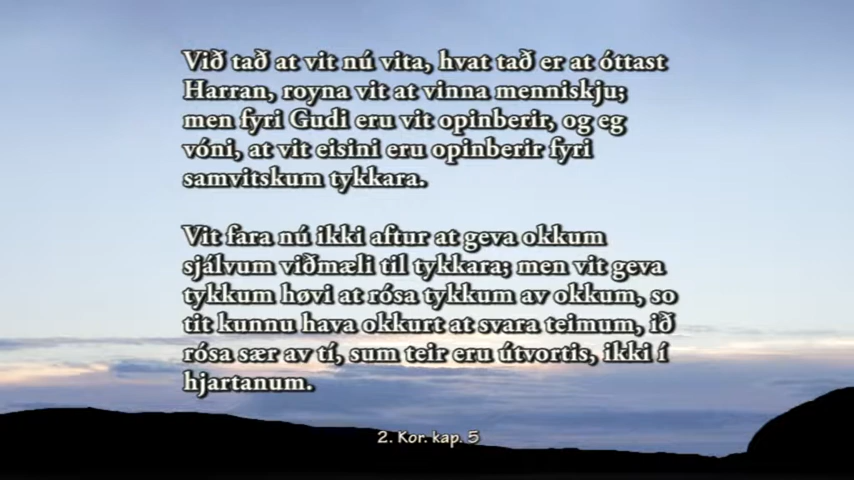 Við tað at vit nú vita, hvat tað er at óttast
Harran, royna vit at vinna menniskju;
men fyri Gudi eru vit opinberir, og eg
vóni, at vit eisini eru opinberir fyri
samvitskum tykkara.
Vit fara nú ikki aftur at geva okkum
sjálvum viðmæli til tykkara; men vit geva
tykkum høvi at rósa tykkum av okkum, so
tit kunnu hava okkurt at svara teimum, ið
rósa sær av tí, sum teir eru útvortis, ikki í
hjartanum.
2. Kor. kap. 5